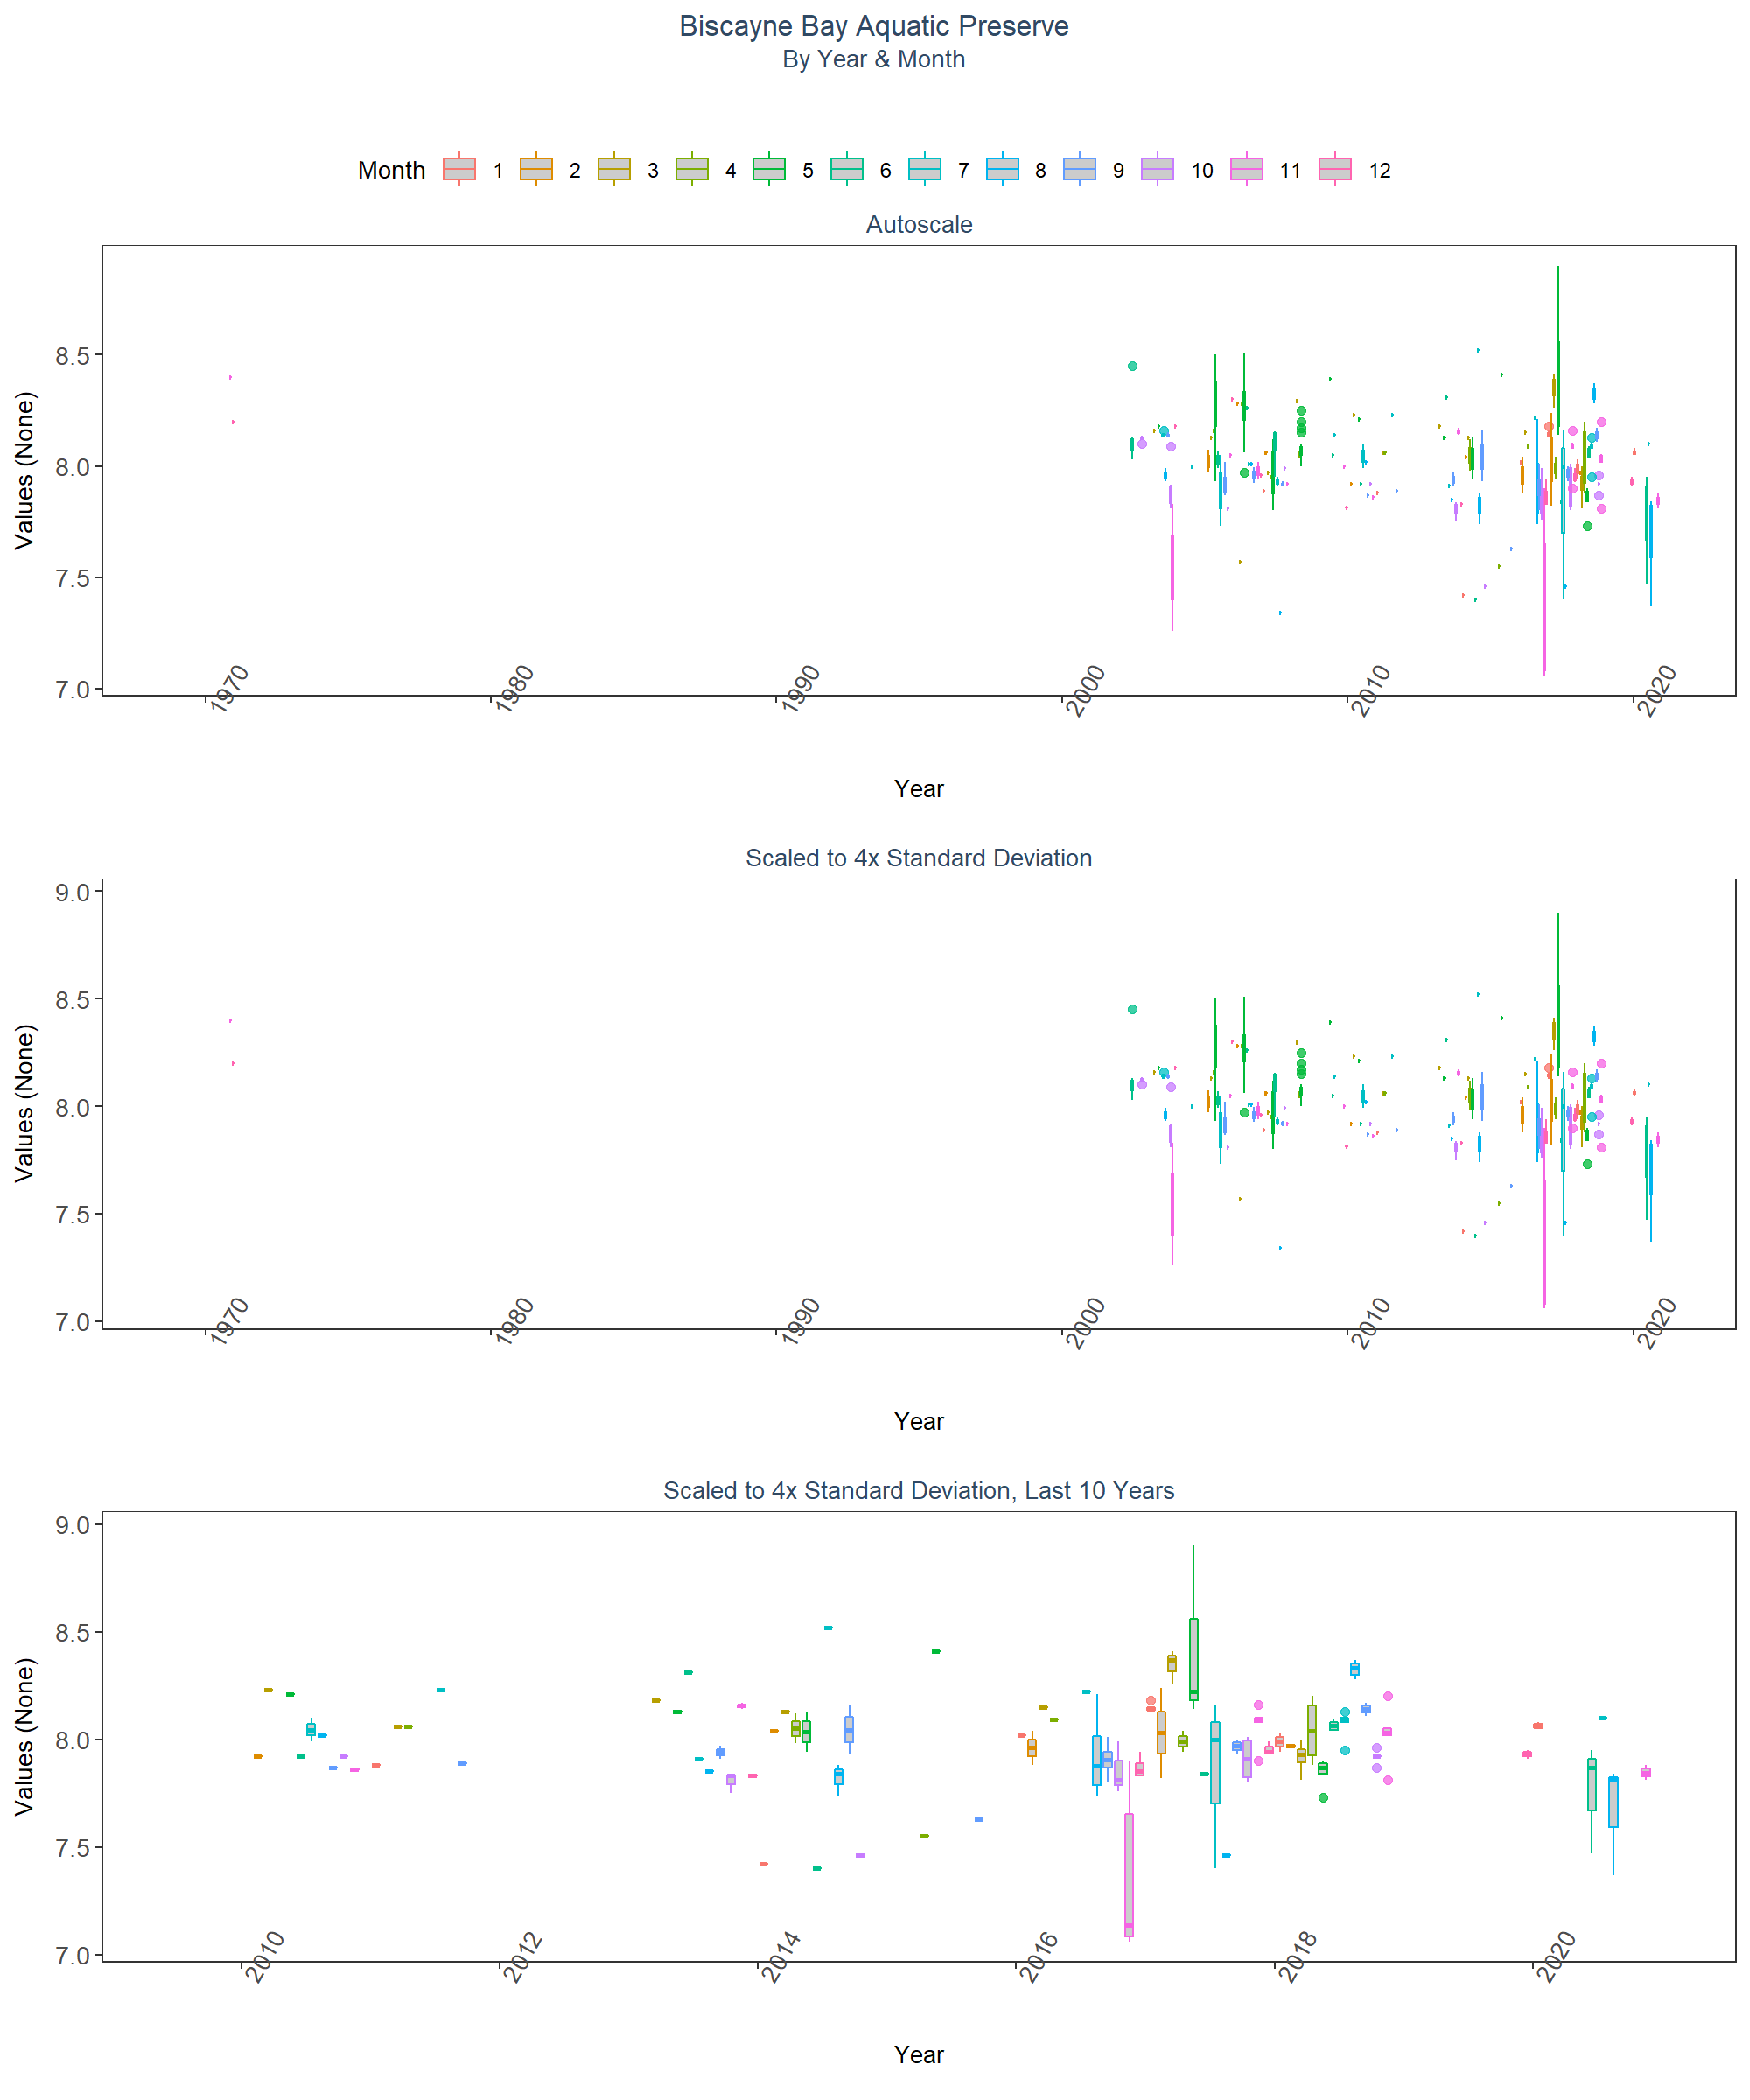 Biscayne Bay Aquatic Preserve
By Year & Month
Month 1 2 3 4 5 6 7 8 9 10 11 12
Autoscale
Values (None)
8.5
8.0
7.5
7.0
1970 1980 1990 2000 2010 2020
Year
Scaled to 4x Standard Deviation
Values (None)
9.0
8.5
8.0
7.5
7.0
1970 1980 1990 2000 2010 2020
Year
Scaled to 4x Standard Deviation, Last 10 Years
Values (None)
9.0
8.5
8.0
7.5
7.0
2010 2012 2014 2016 2018 2020
Year